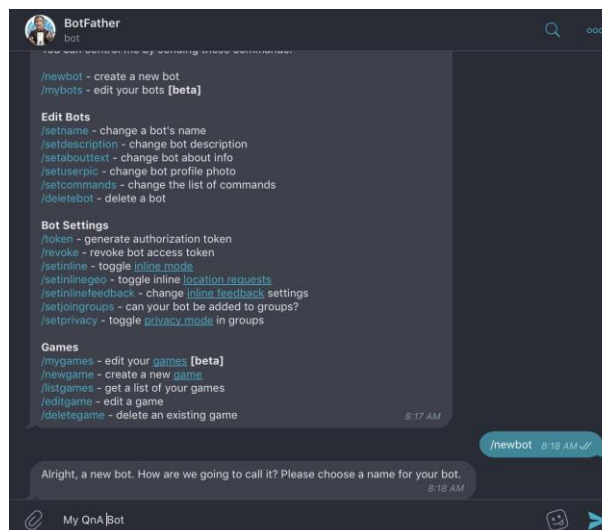 BotFather
bot
You can control me by sending these commands:
/newbot - create a new bot
/mybots - edit your bots [beta]
Edit Bots
/setname - change a bot's name
/setdescription - change bot description
/setabouttext - change bot about info
/setuserpic - change bot profile photo
/setcommands - change the list of commands
/deletebot - delete a bot
Bot Settings
/token - generate authorization token
/revoke - revoke bot access token
/setinline - toggle inline mode
/setinlinegeo - toggle inline location requests
/setinlinefeedback - change inline feedback settings
/setjoingroups - can your bot be added to groups?
/setprivacy - toggle privacy mode in groups
Games
/mygames - edit your games [beta]
/newgame - create a new game
/listgames - get a list of your games
/editgame - edit a game
/deletegame - delete an existing game
8:17 AM
/newbot 8:18 AM
Alright, a new bot. How are we going to call it? Please choose a name for your bot.
8:18 AM
My QnA Bot